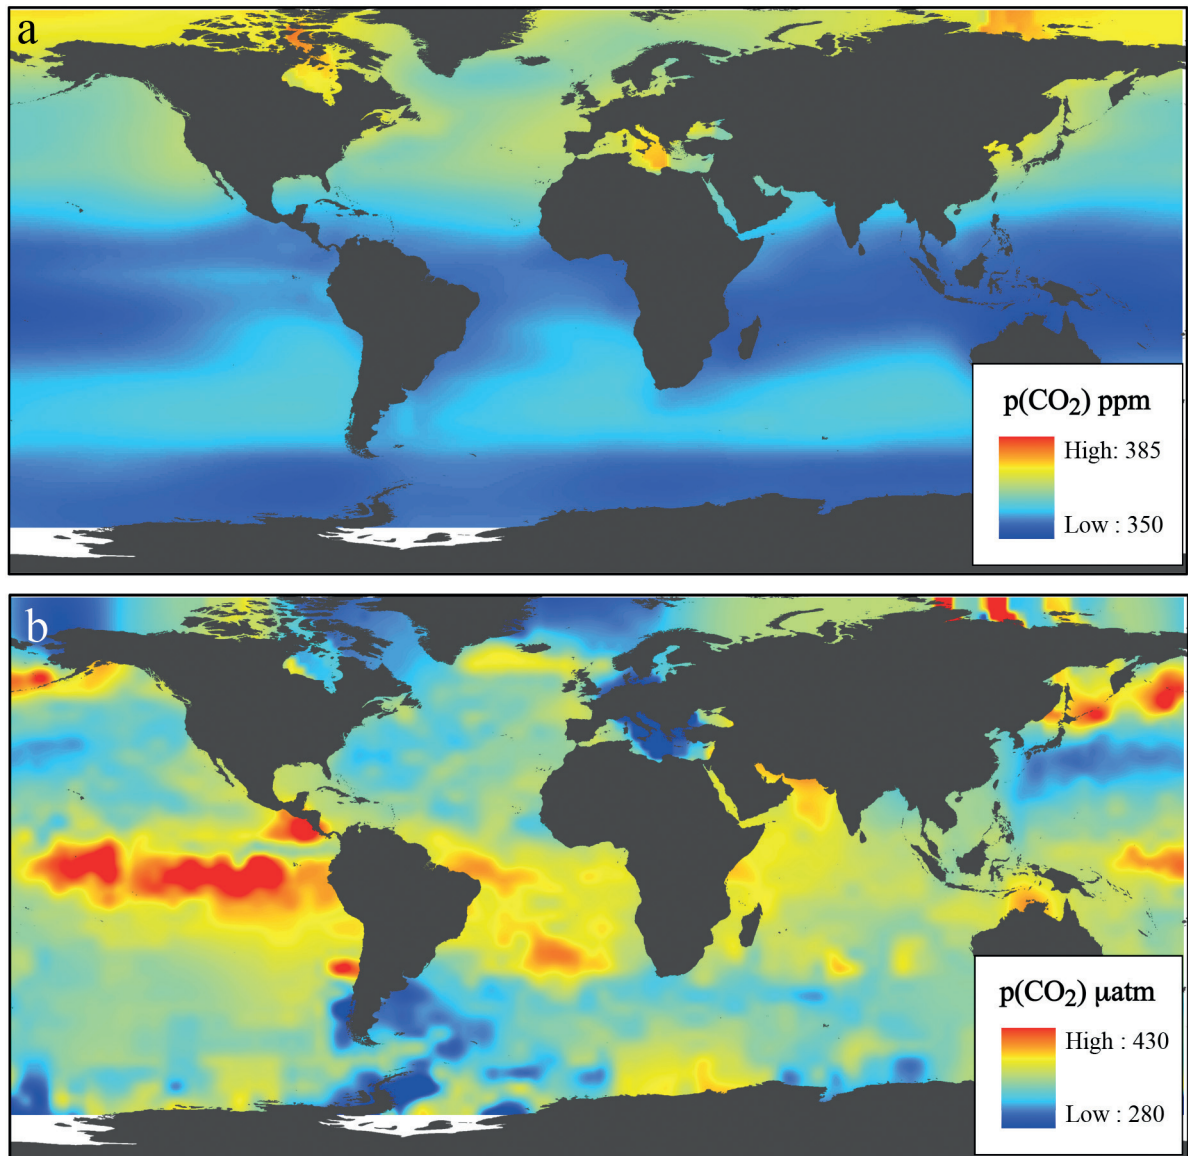 a
p(CO₂) ppm
High: 385
Low : 350
b
p(CO₂) µatm
High : 430
Low : 280